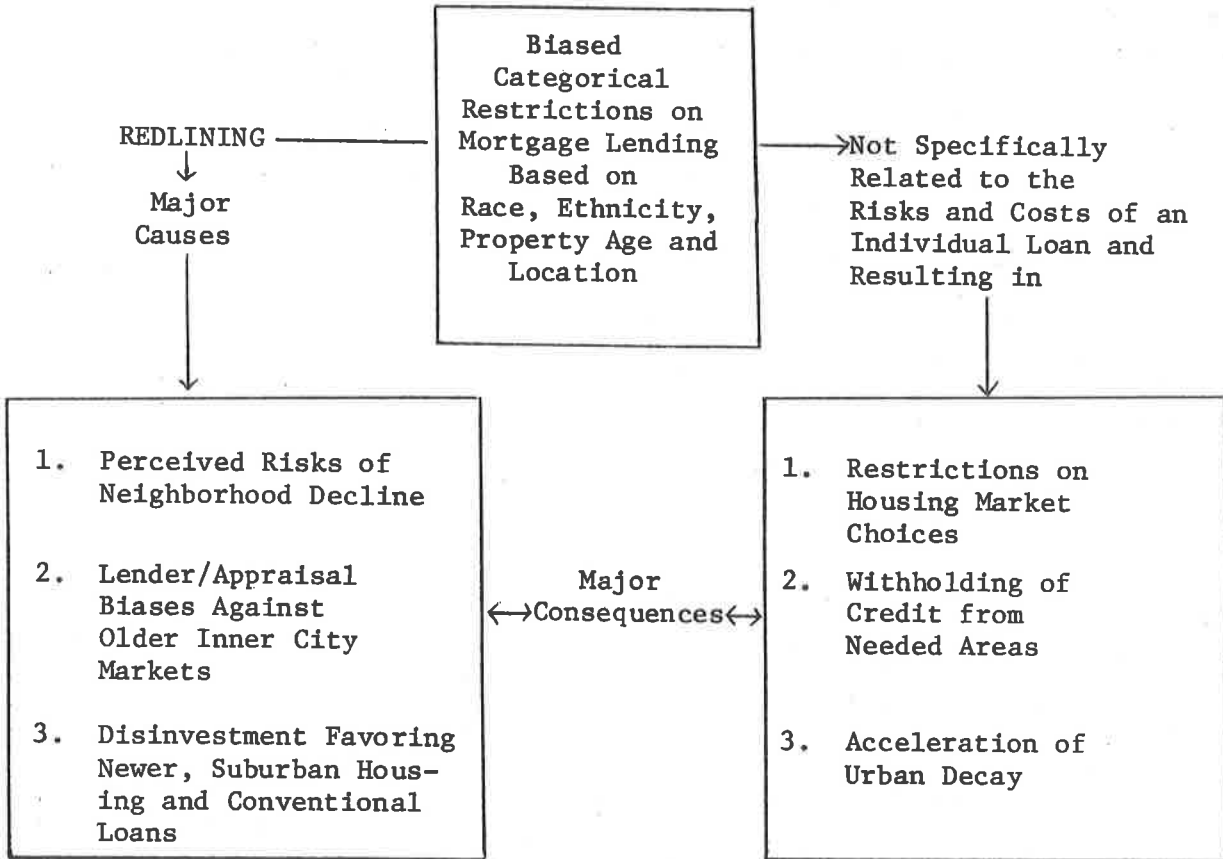 Biased
Categorical
Restrictions on
Mortgage Lending
Based on
Race, Ethnicity,
Property Age and
Location
REDLINING
Major
Causes
Not Specifically
Related to the
Risks and Costs of an
Individual Loan and
Resulting in
1. Perceived Risks of
Neighborhood Decline
2. Lender/Appraisal
Biases Against
Older Inner City
Markets
3. Disinvestment Favoring
Newer, Suburban Hous-
ing and Conventional
Loans
Major
Consequences
1. Restrictions on
Housing Market
Choices
2. Withholding of
Credit from
Needed Areas
3. Acceleration of
Urban Decay